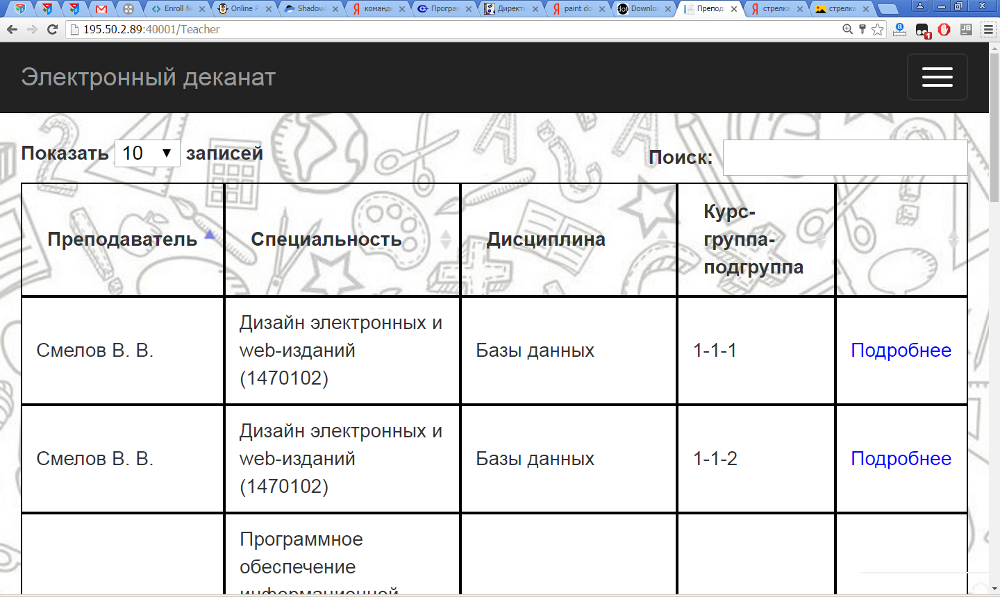 Enroll N
Online P
Shadow
команд
Програ
Директи
paint do
Downlo
Препод
стрелка
стрелка
195.50.2.89:40001/Teacher
Электронный деканат
Показать 10 записей
Поиск:
Преподаватель Специальность Дисциплина Курс-
группа-
подгруппа
Смелов В. В. Дизайн электронных и
web-изданий
(1470102) Базы данных 1-1-1 Подробнее
Смелов В. В. Дизайн электронных и
web-изданий
(1470102) Базы данных 1-1-2 Подробнее
Программное
обеспечение
информационной